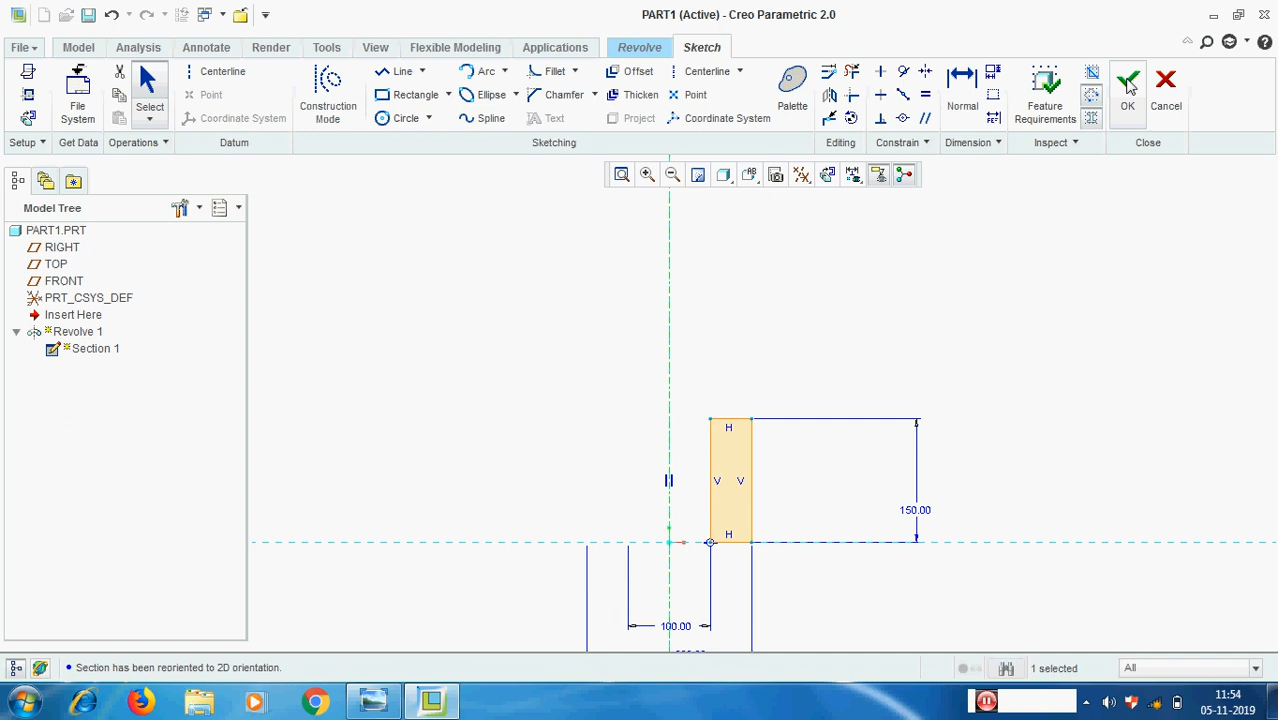 PART1 (Active) - Creo Parametric 2.0
File Model Analysis Annotate Render Tools View Flexible Modeling Applications Revolve Sketch
Centerline Line Arc Fillet Offset Centerline
Point Rectangle Ellipse Chamfer Thicken Point
Coordinate System Circle Spline Text Project Coordinate System
File System Select Construction Mode Palette Normal Feature Requirements OK Cancel
Setup Get Data Operations Datum Sketching Editing Constrain Dimension Inspect Close
Model Tree
PART1.PRT
RIGHT
TOP
FRONT
PRT_CSYS_DEF
Insert Here
Revolve 1
Section 1
H
V V
150.00
H
100.00
Section has been reoriented to 2D orientation.
1 selected
All
11:54
05-11-2019